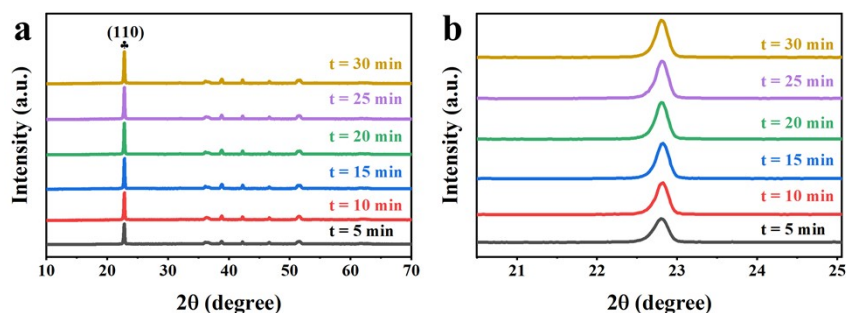 a
(110)
♣
t = 30 min
t = 25 min
t = 20 min
t = 15 min
t = 10 min
t = 5 min
Intensity (a.u.)
10 20 30 40 50 60 70
2θ (degree)
b
t = 30 min
t = 25 min
t = 20 min
t = 15 min
t = 10 min
t = 5 min
Intensity (a.u.)
21 22 23 24 25
2θ (degree)